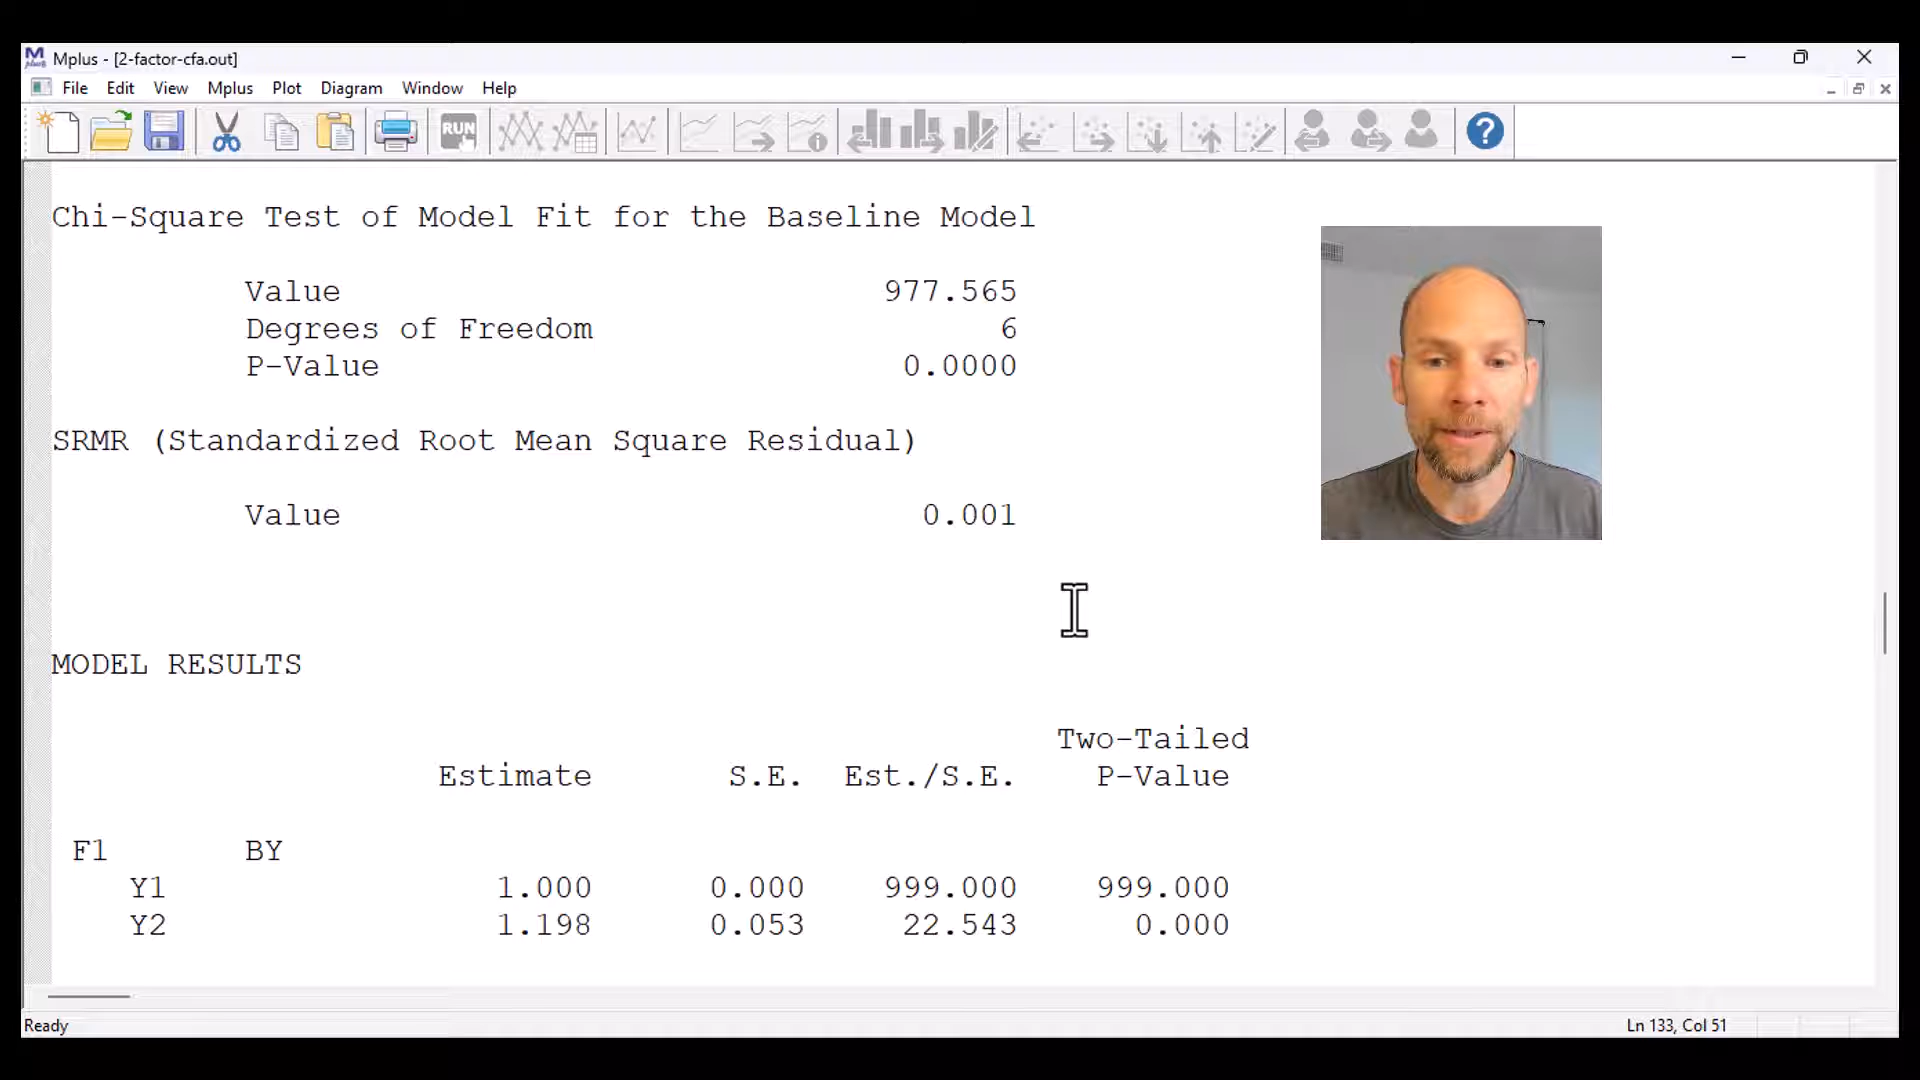 Mplus - [2-factor-cfa.out]
File Edit View Mplus Plot Diagram Window Help
RUN
Chi-Square Test of Model Fit for the Baseline Model
Value 977.565
Degrees of Freedom 6
P-Value 0.0000
SRMR (Standardized Root Mean Square Residual)
Value 0.001
MODEL RESULTS
Two-Tailed
Estimate S.E. Est./S.E. P-Value
F1 BY
Y1 1.000 0.000 999.000 999.000
Y2 1.198 0.053 22.543 0.000
Ready Ln 133, Col 51